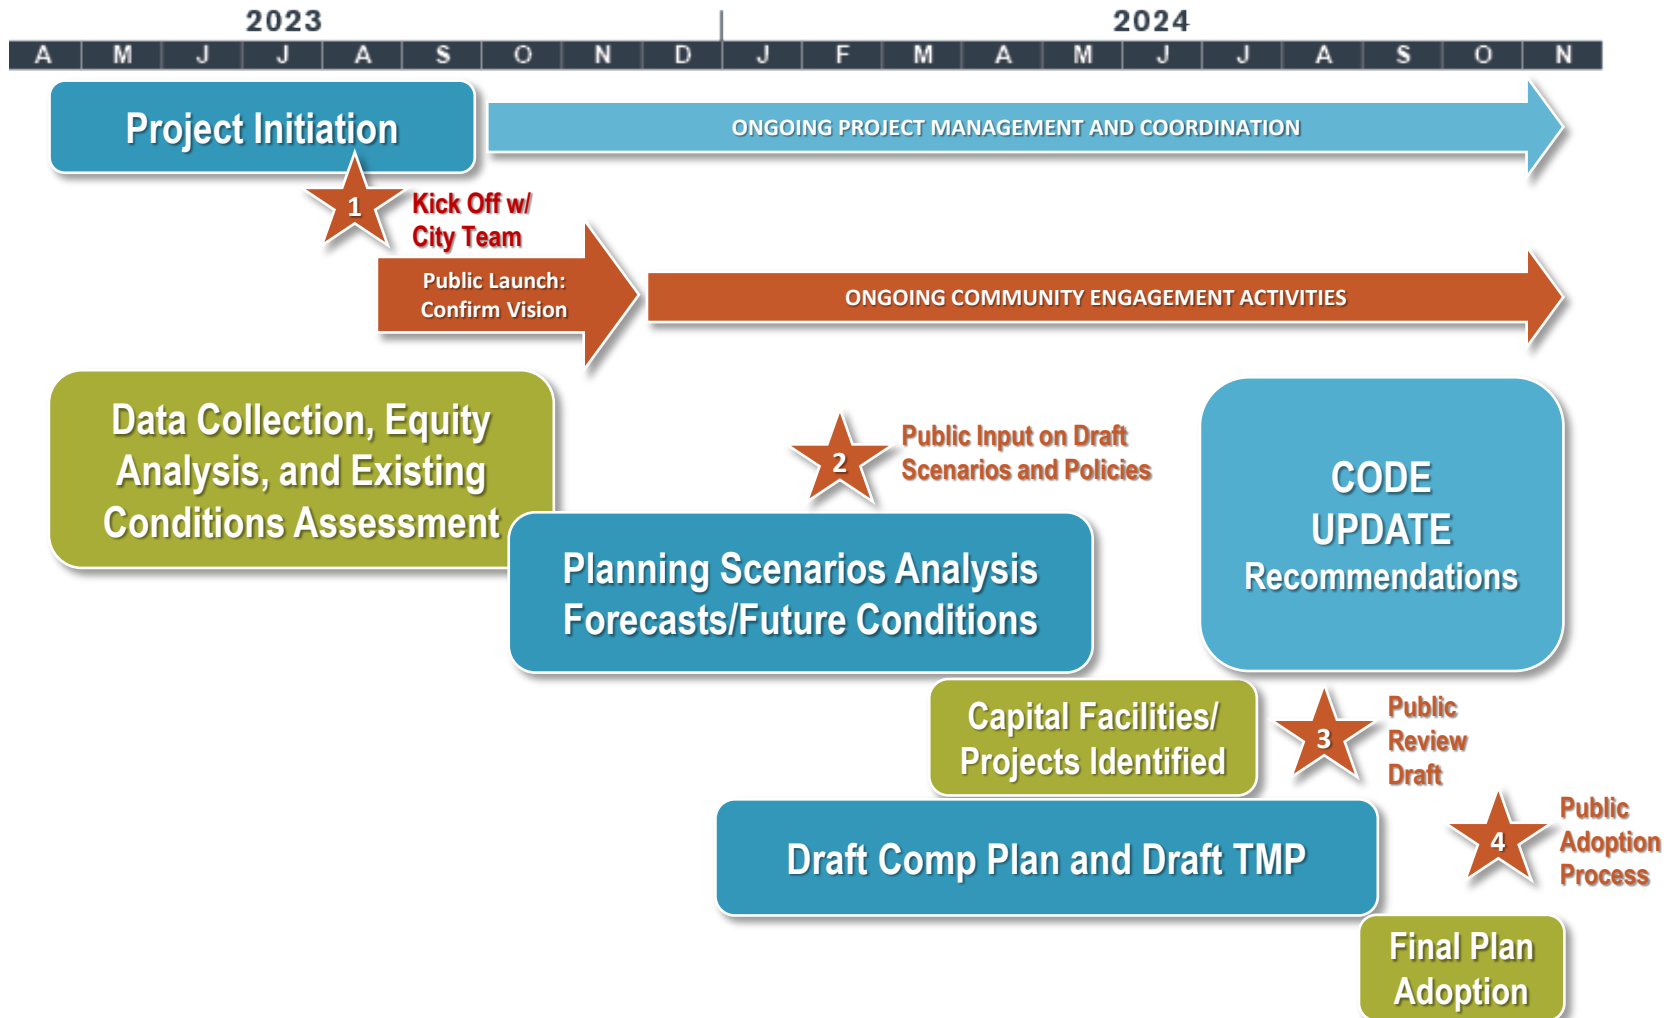 2023 2024
A M J J A S O N D J F M A M J J A S O N
Project Initiation
ONGOING PROJECT MANAGEMENT AND COORDINATION
1
Kick Off w/
City Team
Public Launch:
Confirm Vision
ONGOING COMMUNITY ENGAGEMENT ACTIVITIES
Data Collection, Equity
Analysis, and Existing
Conditions Assessment
2
Public Input on Draft
Scenarios and Policies
CODE
UPDATE
Recommendations
Planning Scenarios Analysis
Forecasts/Future Conditions
Capital Facilities/
Projects Identified
3
Public
Review
Draft
Draft Comp Plan and Draft TMP
4
Public
Adoption
Process
Final Plan
Adoption